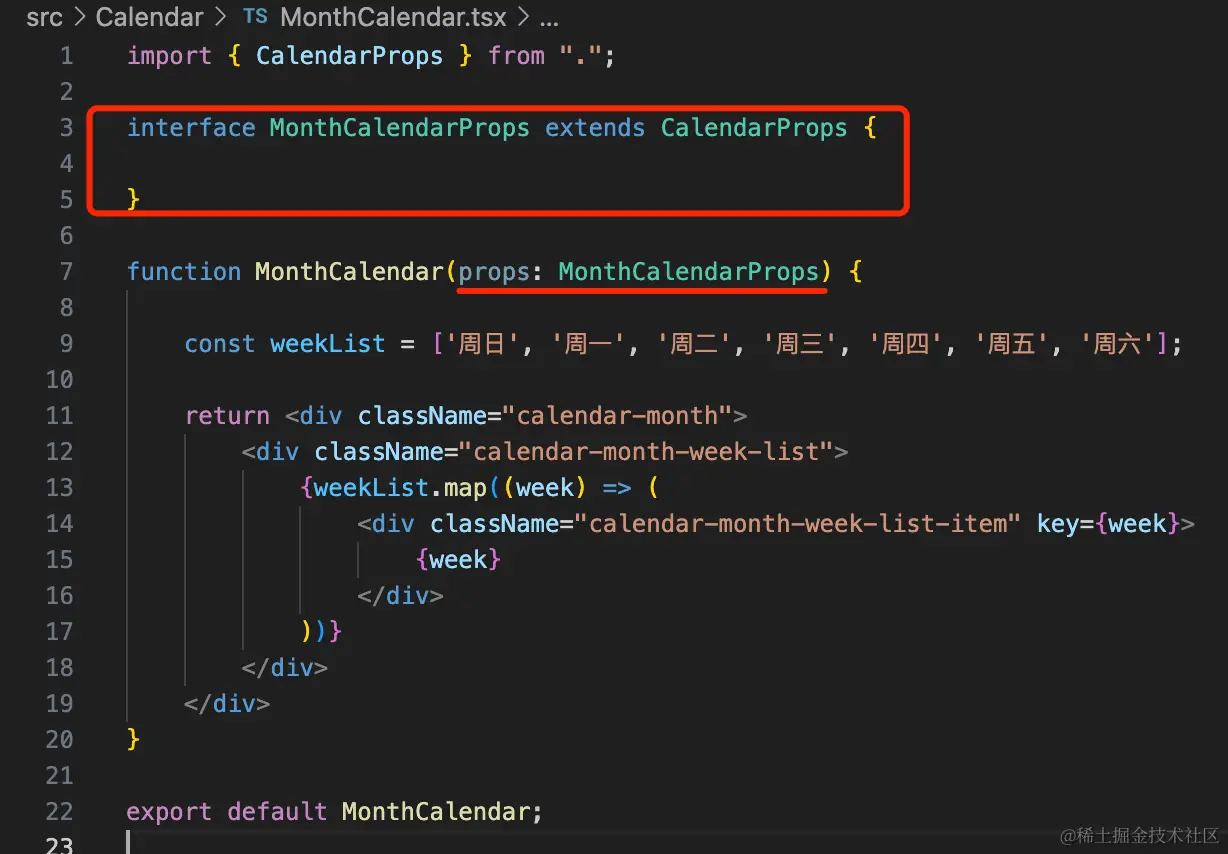 src > Calendar > TS MonthCalendar.tsx > ...
1 import { CalendarProps } from ".";
2
3 interface MonthCalendarProps extends CalendarProps {
4
5 }
6
7 function MonthCalendar(props: MonthCalendarProps) {
8
9     const weekList = ['周日', '周一', '周二', '周三', '周四', '周五', '周六'];
10
11     return <div className="calendar-month">
12         <div className="calendar-month-week-list">
13             {weekList.map((week) => (
14                 <div className="calendar-month-week-list-item" key={week}>
15                     {week}
16                 </div>
17             ))}
18         </div>
19     </div>
20 }
21
22 export default MonthCalendar;
23
@稀土掘金技术社区